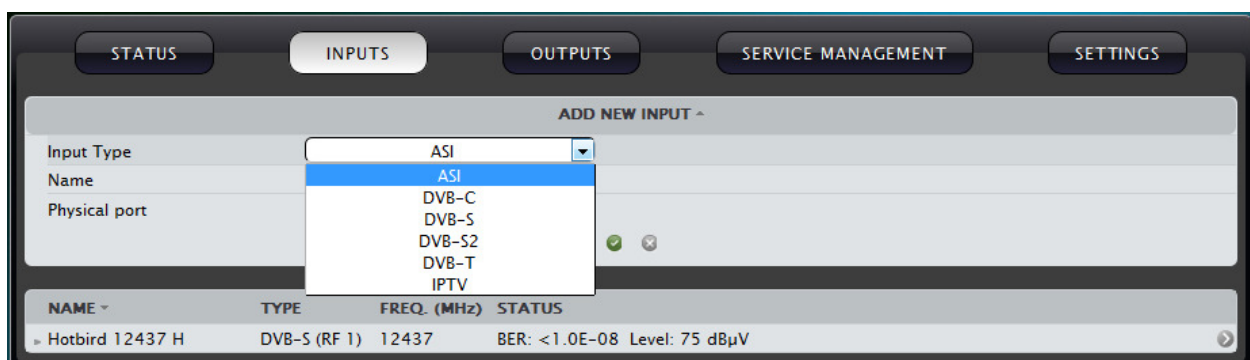 STATUS INPUTS OUTPUTS SERVICE MANAGEMENT SETTINGS
ADD NEW INPUT
Input Type ASI
ASI
Name
DVB-C
Physical port
DVB-S
DVB-S2
DVB-T
IPTV
NAME TYPE FREQ. (MHz) STATUS
Hotbird 12437 H DVB-S (RF 1) 12437 BER: <1.0E-08 Level: 75 dBµV